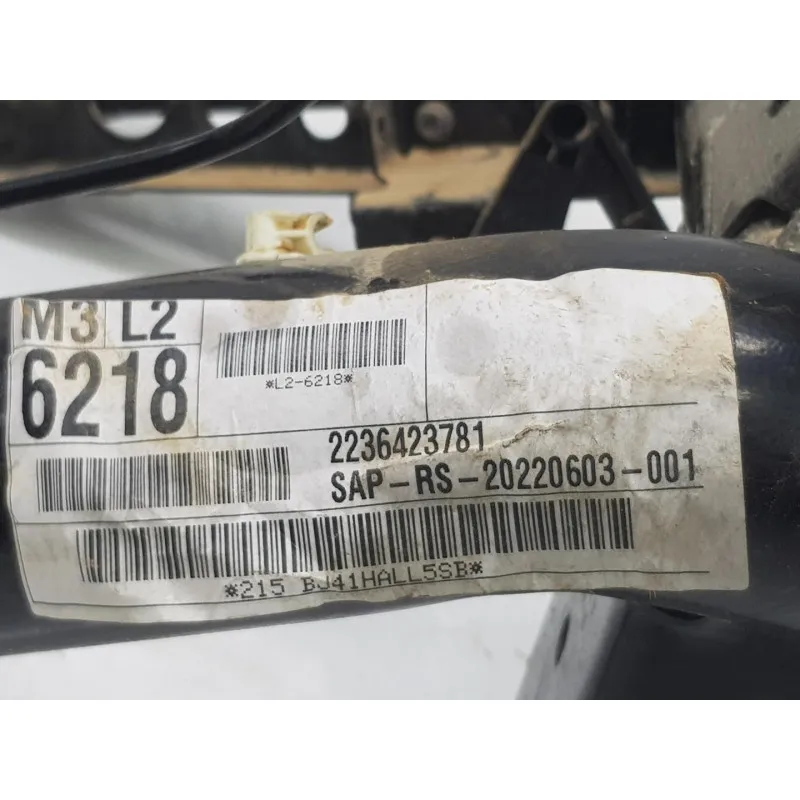 M3 L2
6218
*L2-6218*
2236423781
SAP-RS-20220603-001
*215 BJ41HALL5SB*